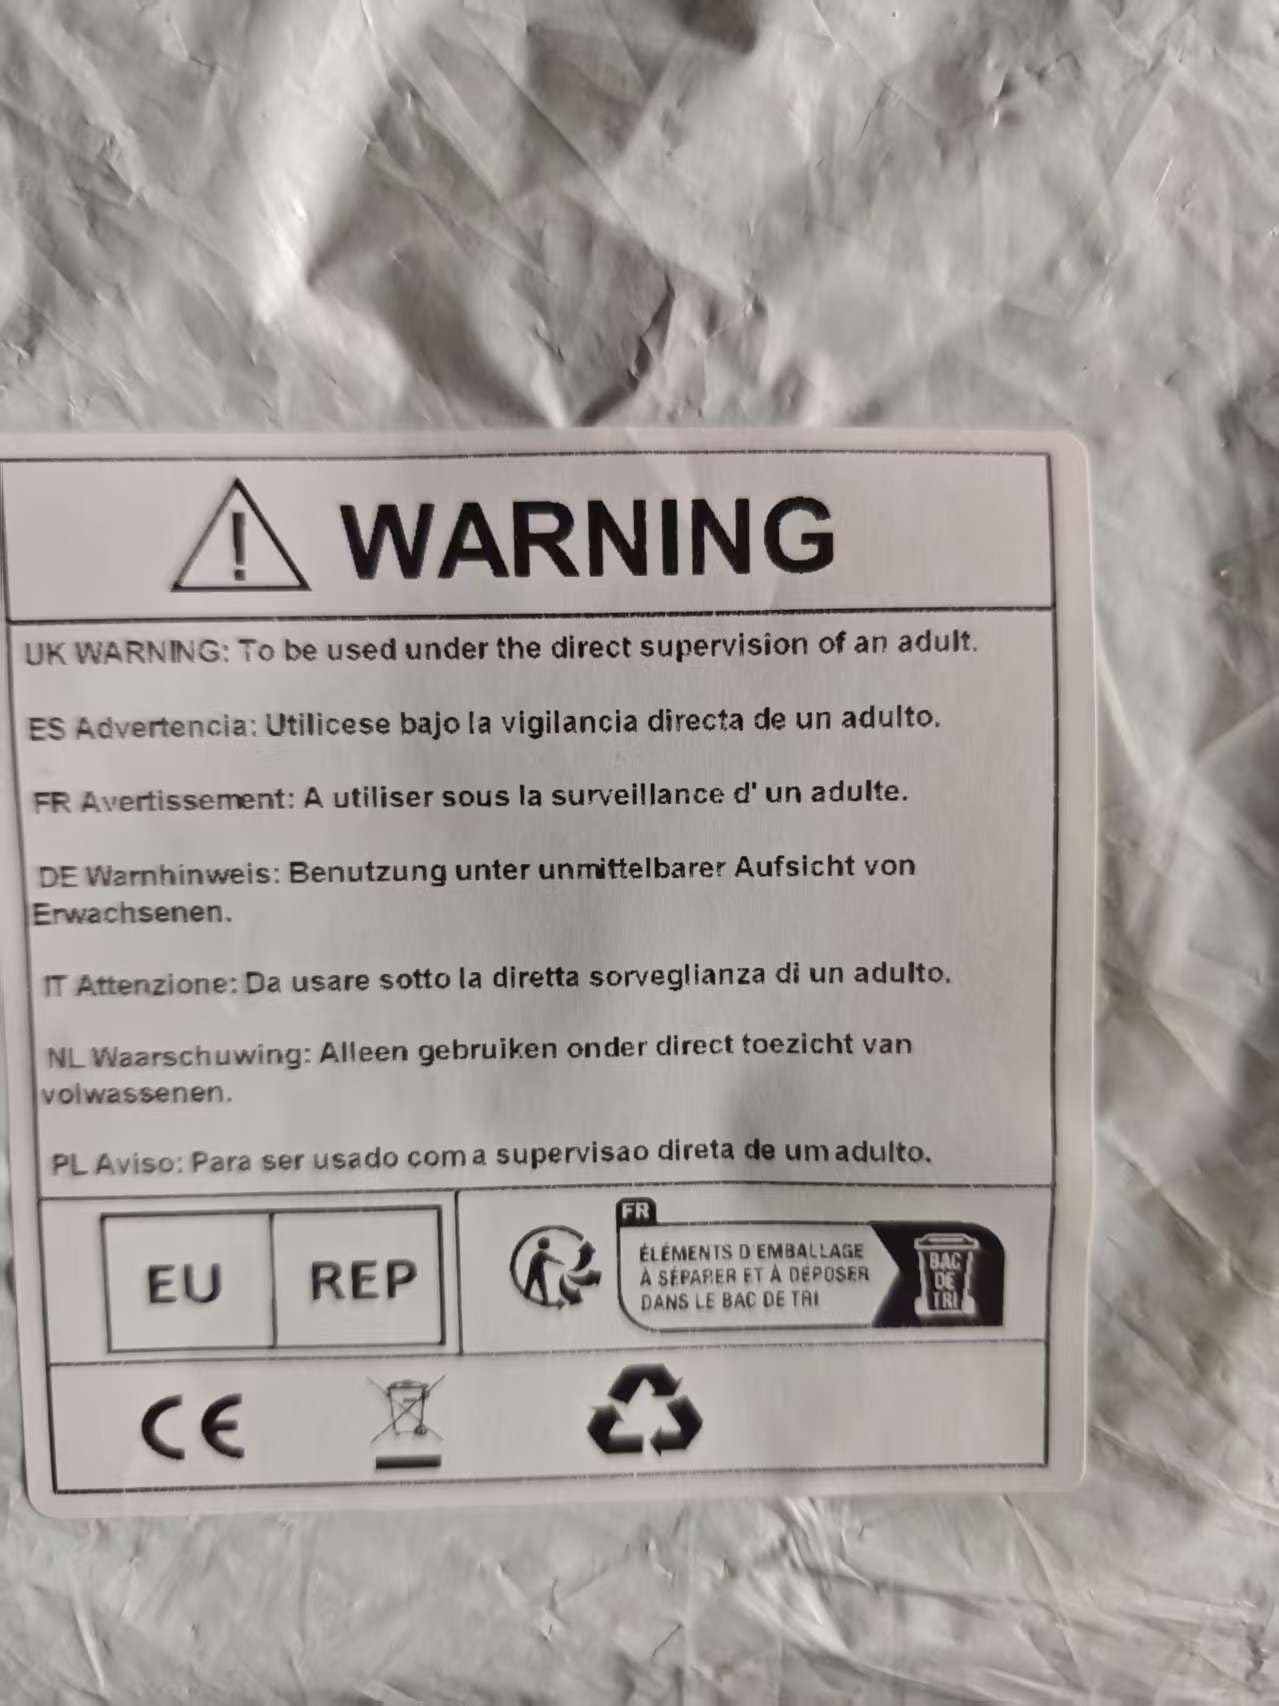 WARNING
UK WARNING: To be used under the direct supervision of an adult.
ES Advertencia: Utilicese bajo la vigilancia directa de un adulto.
FR Avertissement: A utiliser sous la surveillance d' un adulte.
DE Warnhinweis: Benutzung unter unmittelbarer Aufsicht von
Erwachsenen.
IT Attenzione: Da usare sotto la diretta sorveglianza di un adulto.
NL Waarschuwing: Alleen gebruiken onder direct toezicht van
volwassenen.
PL Aviso: Para ser usado com a supervisao direta de um adulto.
EU REP
FR
ÉLÉMENTS D'EMBALLAGE
À SÉPARER ET À DÉPOSER
DANS LE BAC DE TRI
BAC
DE
TRI
CE